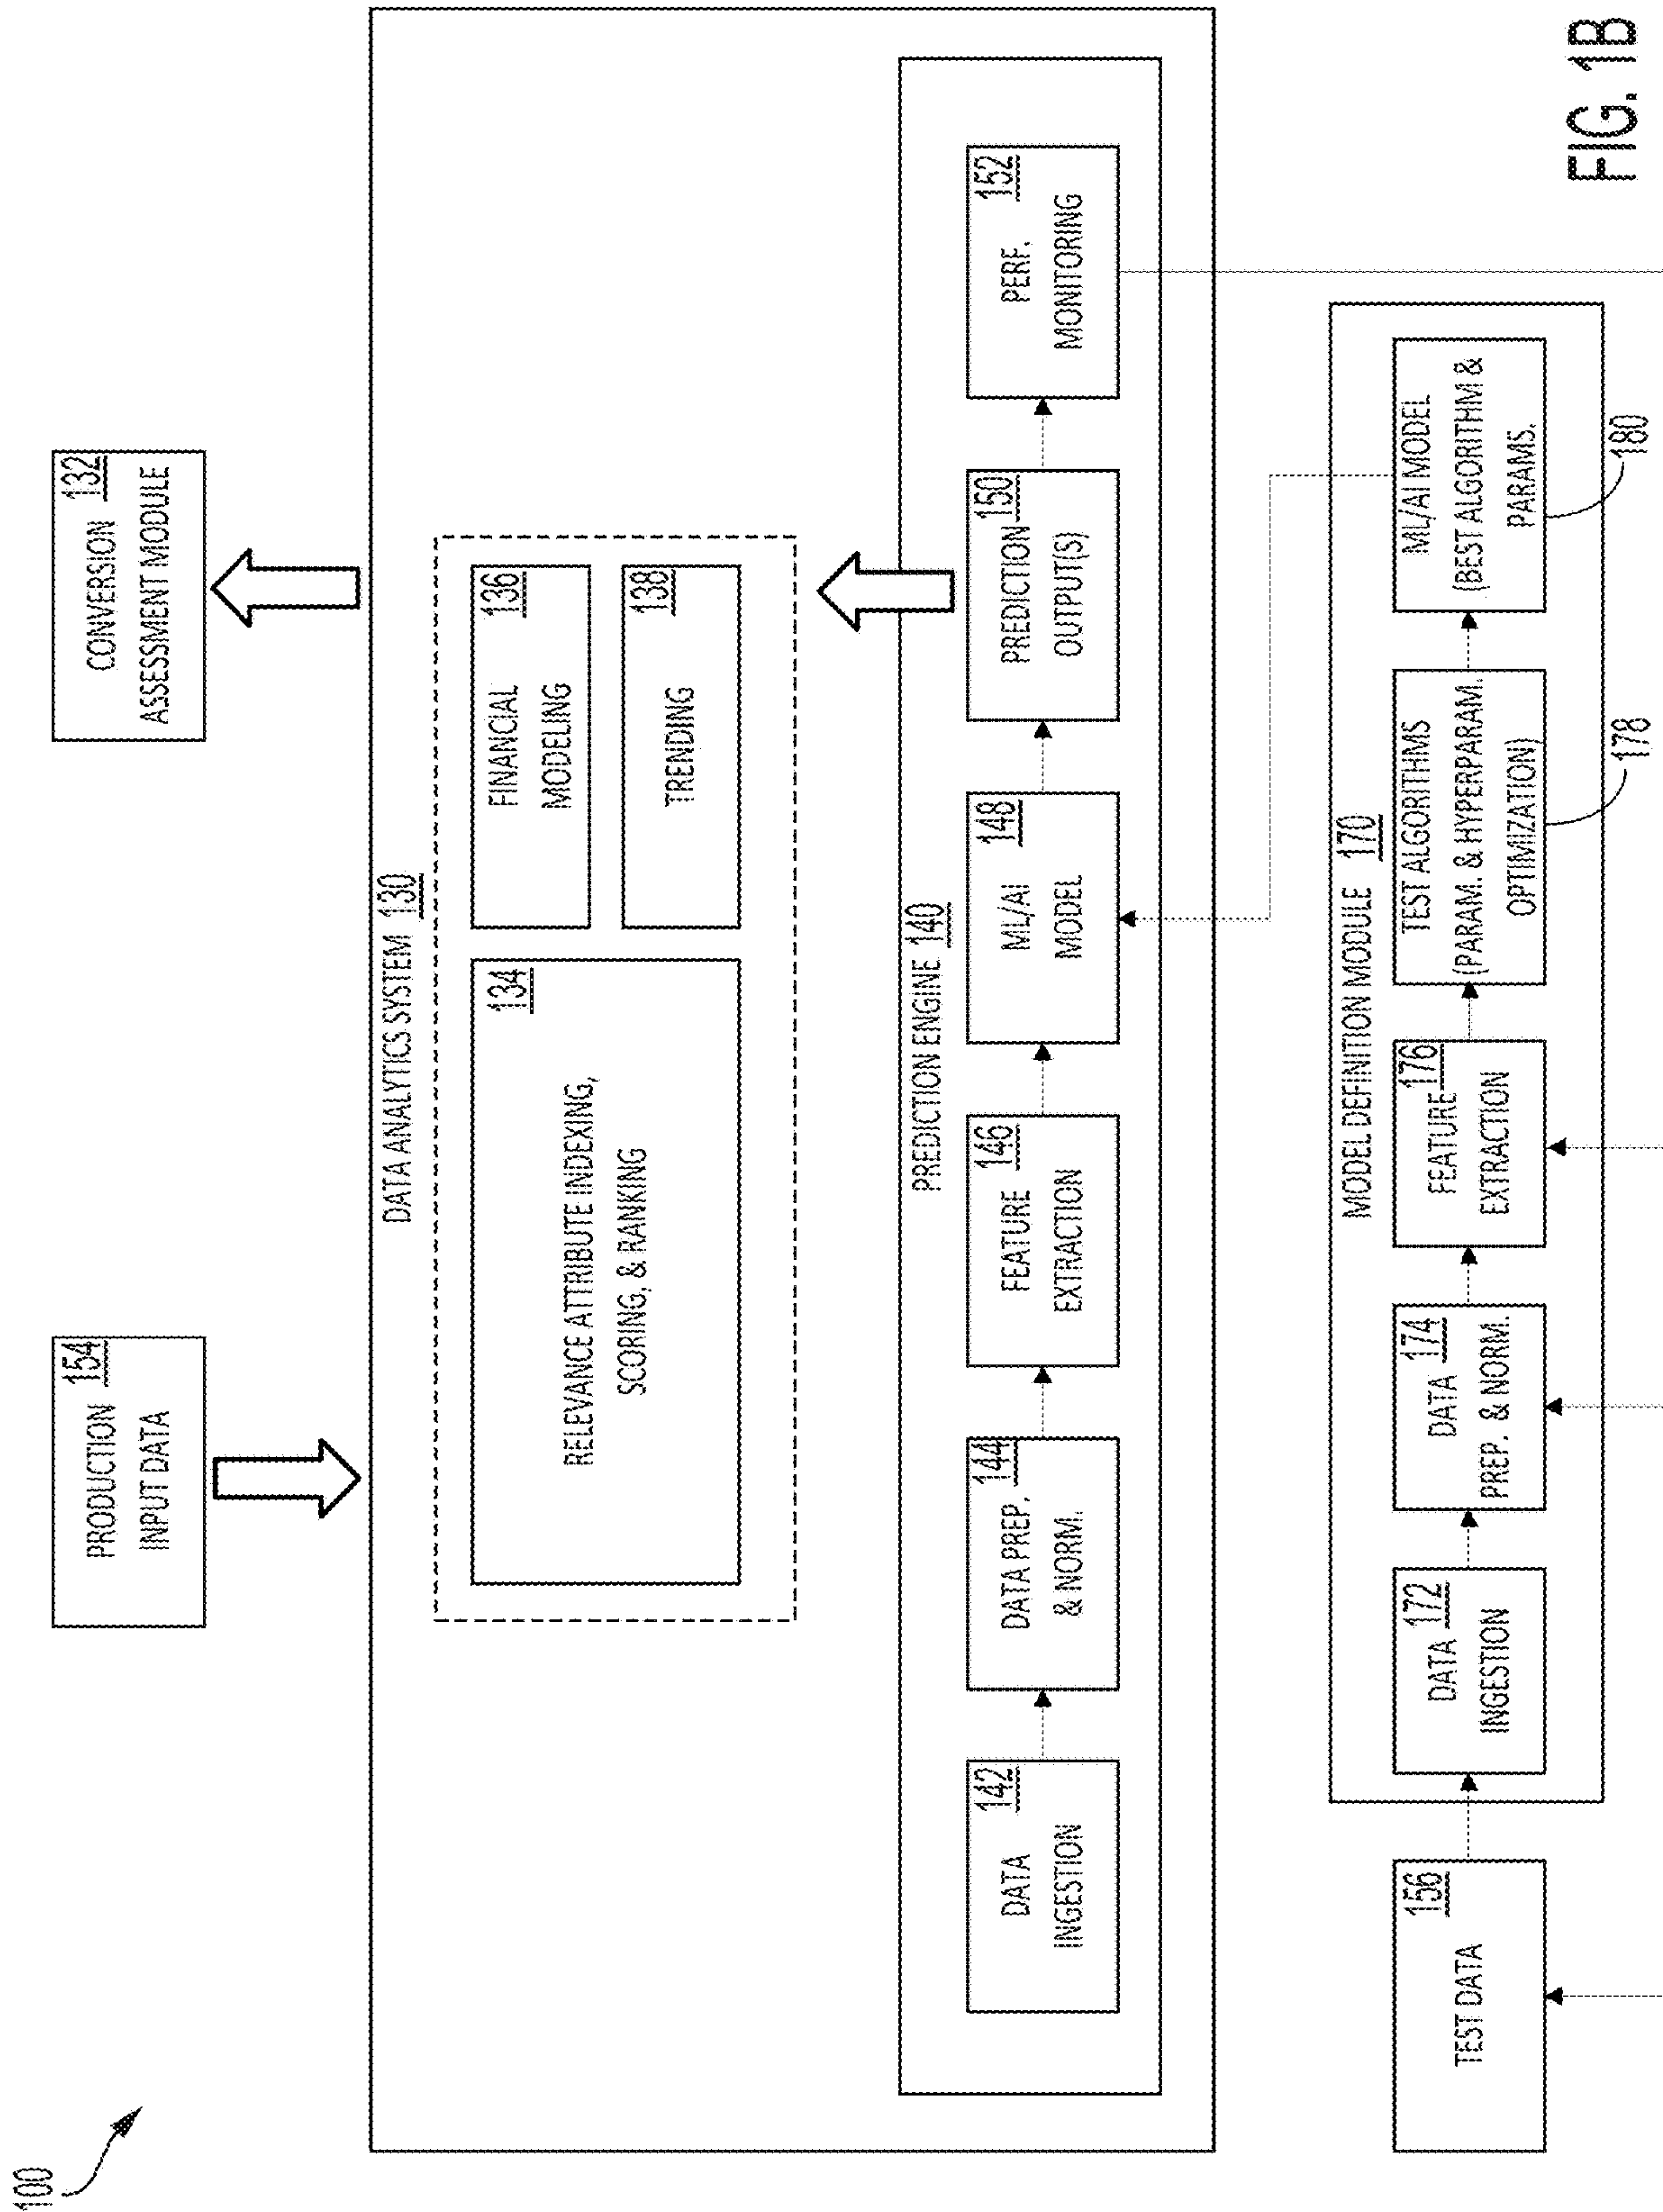 100
PRODUCTION 154
INPUT DATA
CONVERSION 132
ASSESSMENT MODULE
DATA ANALYTICS SYSTEM 130
134
RELEVANCE ATTRIBUTE INDEXING,
SCORING, & RANKING
FINANCIAL 136
MODELING
TRENDING 138
PREDICTION ENGINE 140
DATA 142
INGESTION
DATA PREP. 144
& NORM.
FEATURE 146
EXTRACTION
ML/AI 148
MODEL
PREDICTION 150
OUTPUT(S)
PERF. 152
MONITORING
MODEL DEFINITION MODULE 170
TEST DATA 156
DATA 172
INGESTION
DATA 174
PREP. & NORM.
FEATURE 176
EXTRACTION
TEST ALGORITHMS
(PARAM. & HYPERPARAM.
OPTIMIZATION)
178
ML/AI MODEL
(BEST ALGORITHM &
PARAMS.
180
FIG. 1B